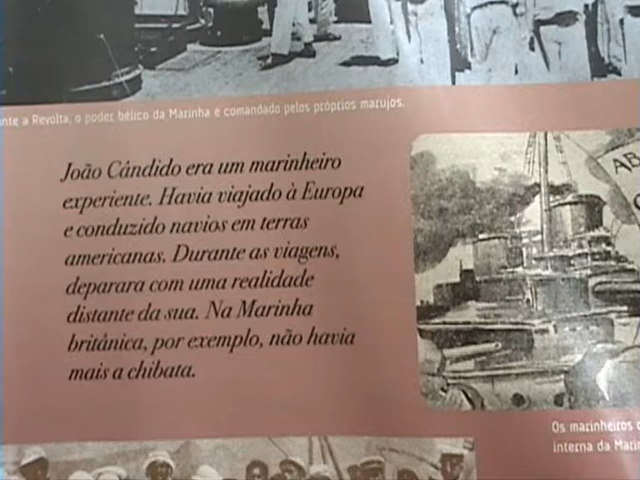 a Revolta, o poder bélico da Marinha é comandado pelos próprios marujos.
João Cândido era um marinheiro
experiente. Havia viajado à Europa
e conduzido navios em terras
americanas. Durante as viagens,
deparara com uma realidade
distante da sua. Na Marinha
britânica, por exemplo, não havia
mais a chibata.
AB
Os marinheiros
interna da